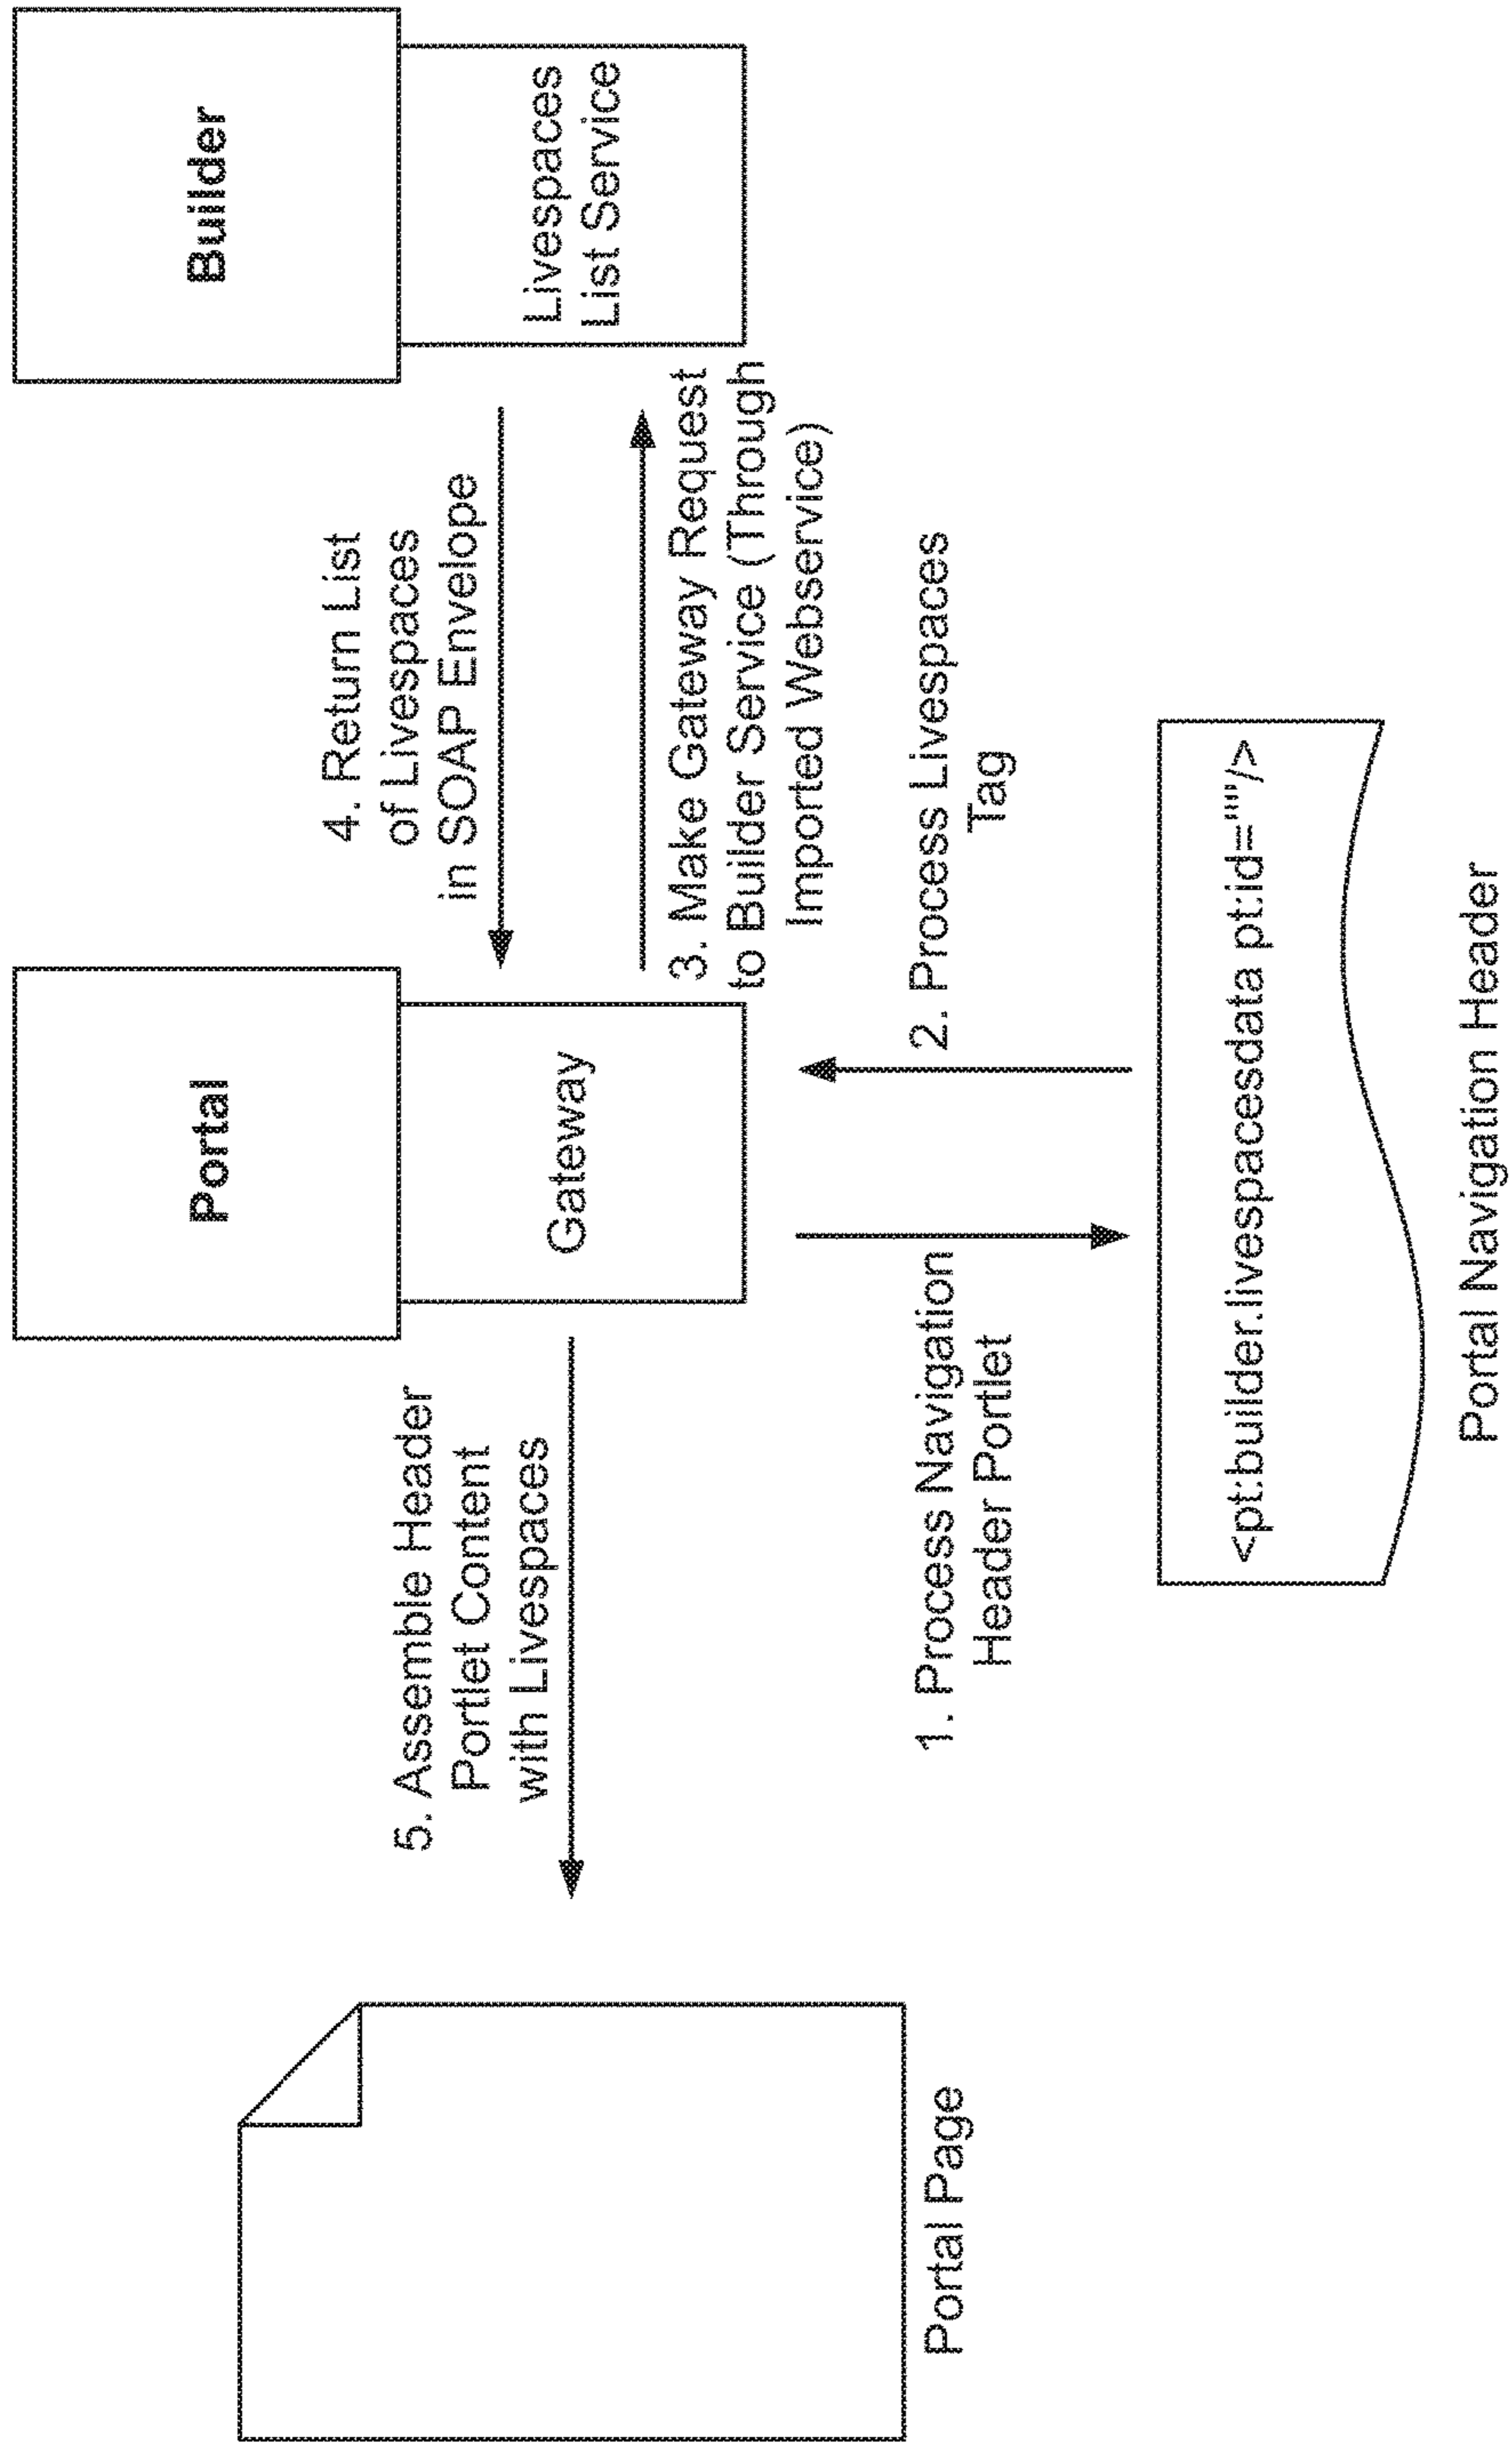 Portal
Builder
Gateway
Livespaces
List Service
4. Return List
of Livespaces
in SOAP Envelope
5. Assemble Header
Portlet Content
with Livespaces
3. Make Gateway Request
to Builder Service (Through
Imported Webservice)
1. Process Navigation
Header Portlet
2. Process Livespaces
Tag
Portal Page
<pt:builder.livespacesdata pt:id=""/>
Portal Navigation Header